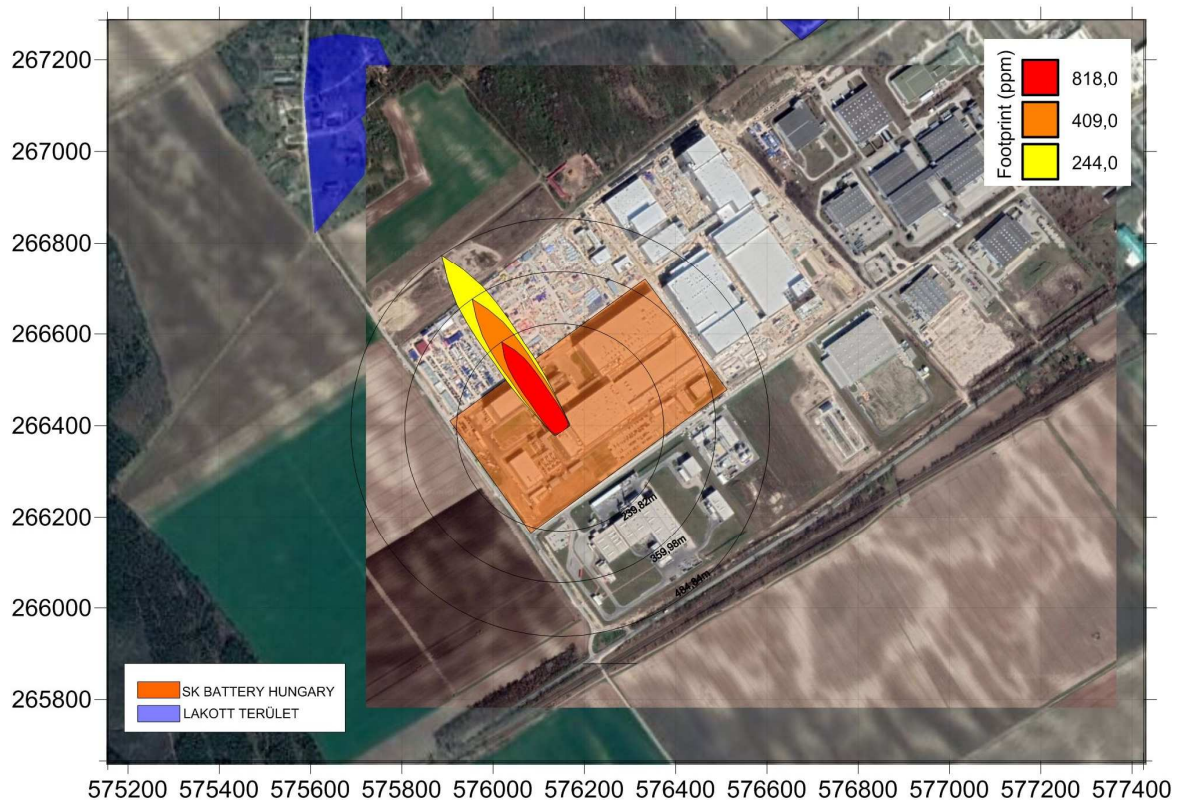 267200
267000
266800
266600
266400
266200
266000
265800
Footprint (ppm)
818,0
409,0
244,0
239,82m
359,98m
484,84m
SK BATTERY HUNGARY
LAKOTT TERÜLET
575200 575400 575600 575800 576000 576200 576400 576600 576800 577000 577200 577400